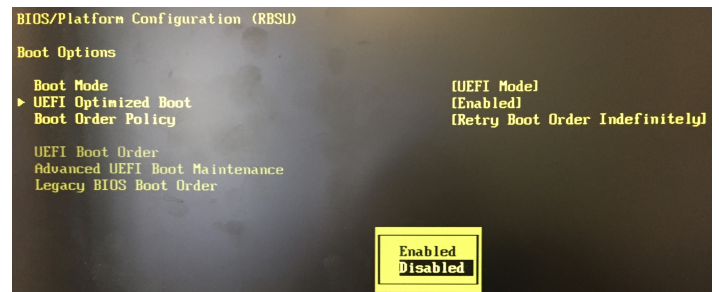 BIOS/Platform Configuration (RBSU)
Boot Options
Boot Mode [UEFI Mode]
▶ UEFI Optimized Boot [Enabled]
Boot Order Policy [Retry Boot Order Indefinitely]
UEFI Boot Order
Advanced UEFI Boot Maintenance
Legacy BIOS Boot Order
Enabled
Disabled